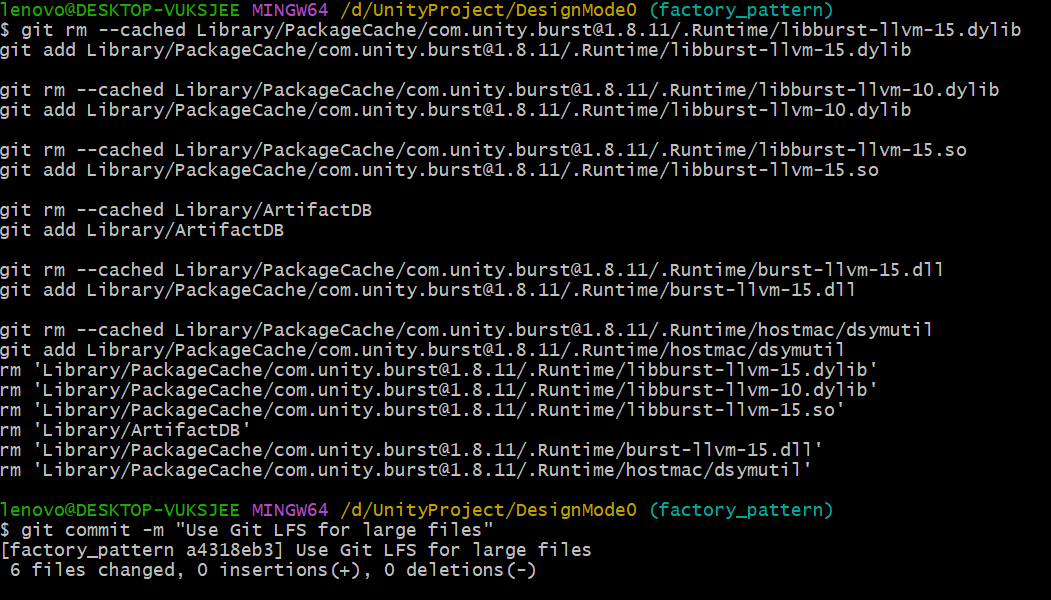 lenovo@DESKTOP-VUKSJEE MINGW64 /d/UnityProject/DesignMode0 (factory_pattern)
$ git rm --cached Library/PackageCache/com.unity.burst@1.8.11/.Runtime/libburst-llvm-15.dylib
git add Library/PackageCache/com.unity.burst@1.8.11/.Runtime/libburst-llvm-15.dylib
git rm --cached Library/PackageCache/com.unity.burst@1.8.11/.Runtime/libburst-llvm-10.dylib
git add Library/PackageCache/com.unity.burst@1.8.11/.Runtime/libburst-llvm-10.dylib
git rm --cached Library/PackageCache/com.unity.burst@1.8.11/.Runtime/libburst-llvm-15.so
git add Library/PackageCache/com.unity.burst@1.8.11/.Runtime/libburst-llvm-15.so
git rm --cached Library/ArtifactDB
git add Library/ArtifactDB
git rm --cached Library/PackageCache/com.unity.burst@1.8.11/.Runtime/burst-llvm-15.dll
git add Library/PackageCache/com.unity.burst@1.8.11/.Runtime/burst-llvm-15.dll
git rm --cached Library/PackageCache/com.unity.burst@1.8.11/.Runtime/hostmac/dsymutil
git add Library/PackageCache/com.unity.burst@1.8.11/.Runtime/hostmac/dsymutil
rm 'Library/PackageCache/com.unity.burst@1.8.11/.Runtime/libburst-llvm-15.dylib'
rm 'Library/PackageCache/com.unity.burst@1.8.11/.Runtime/libburst-llvm-10.dylib'
rm 'Library/PackageCache/com.unity.burst@1.8.11/.Runtime/libburst-llvm-15.so'
rm 'Library/ArtifactDB'
rm 'Library/PackageCache/com.unity.burst@1.8.11/.Runtime/burst-llvm-15.dll'
rm 'Library/PackageCache/com.unity.burst@1.8.11/.Runtime/hostmac/dsymutil'
lenovo@DESKTOP-VUKSJEE MINGW64 /d/UnityProject/DesignMode0 (factory_pattern)
$ git commit -m "Use Git LFS for large files"
[factory_pattern a4318eb3] Use Git LFS for large files
6 files changed, 0 insertions(+), 0 deletions(-)